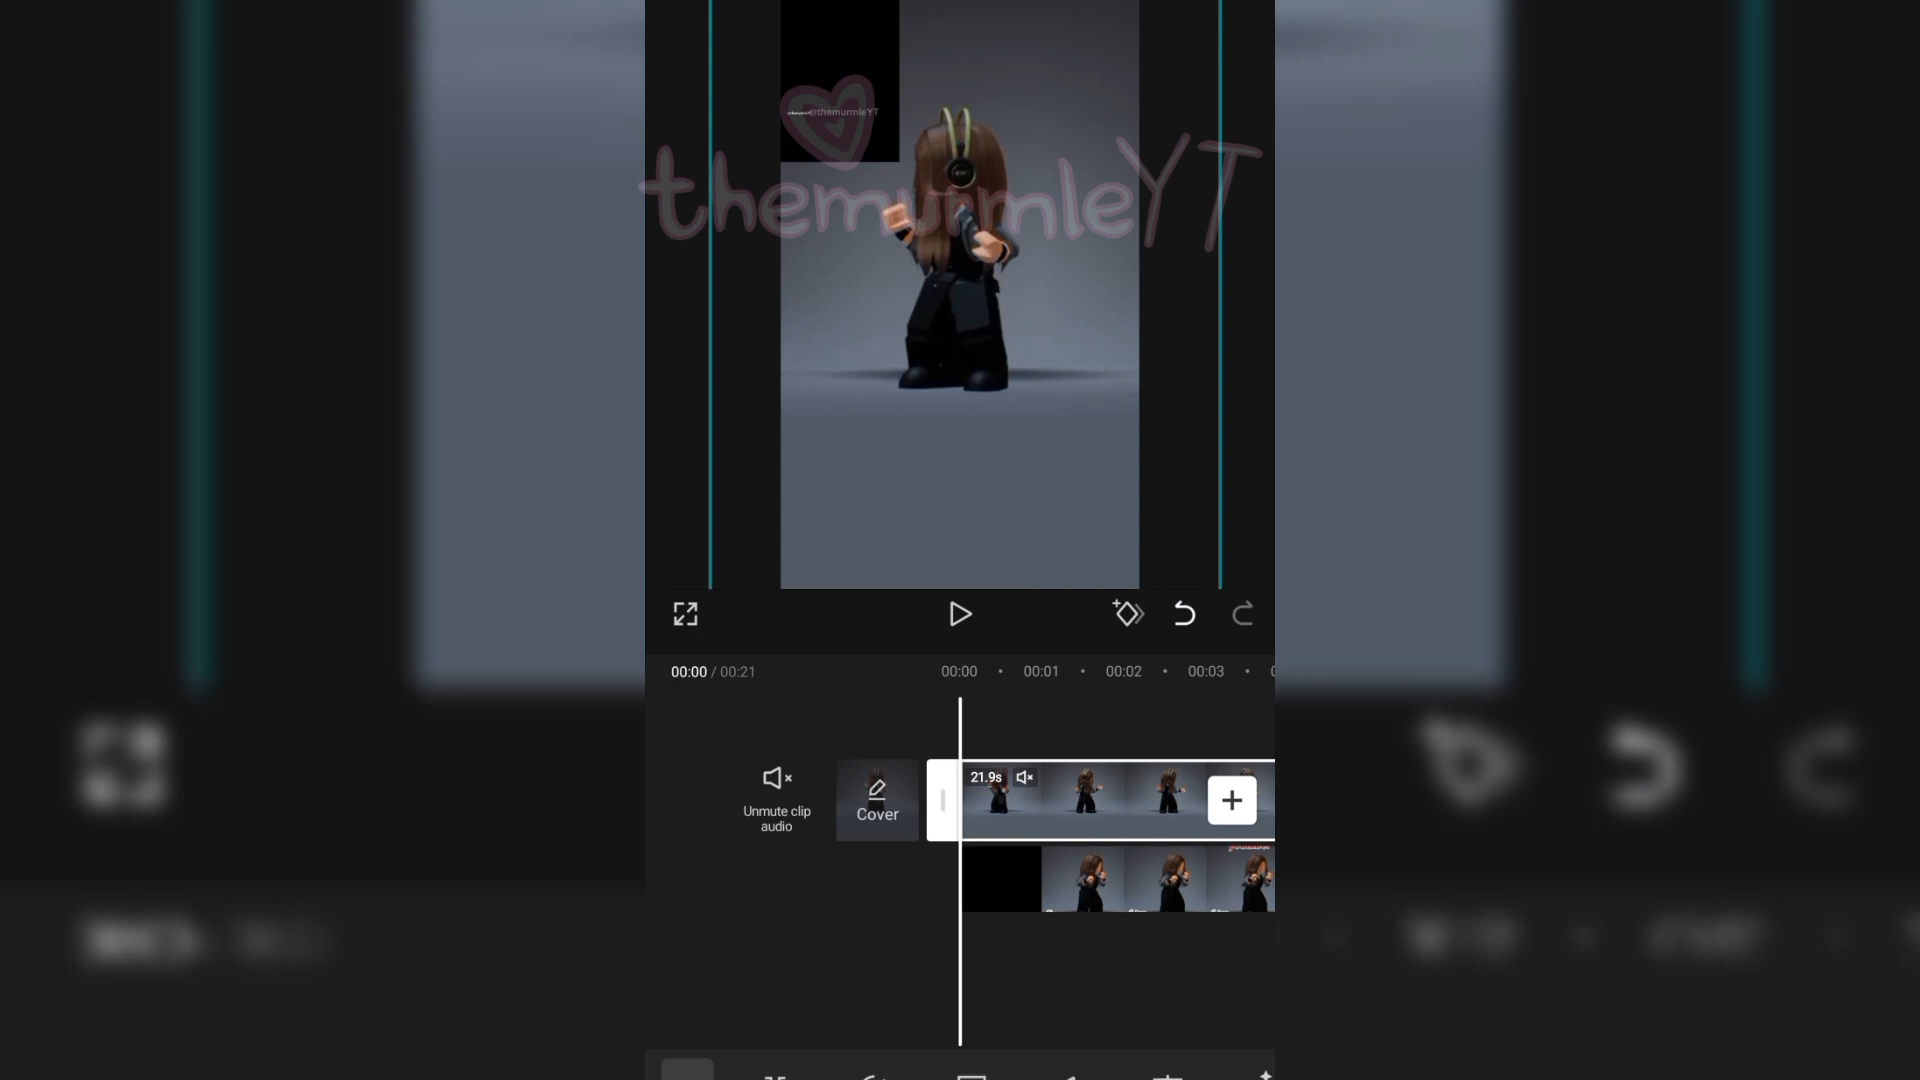 @themurmleYT
themurmleYT
00:00 / 00:21
00:00 00:01 00:02 00:03
21.9s
Unmute clip
audio
Cover